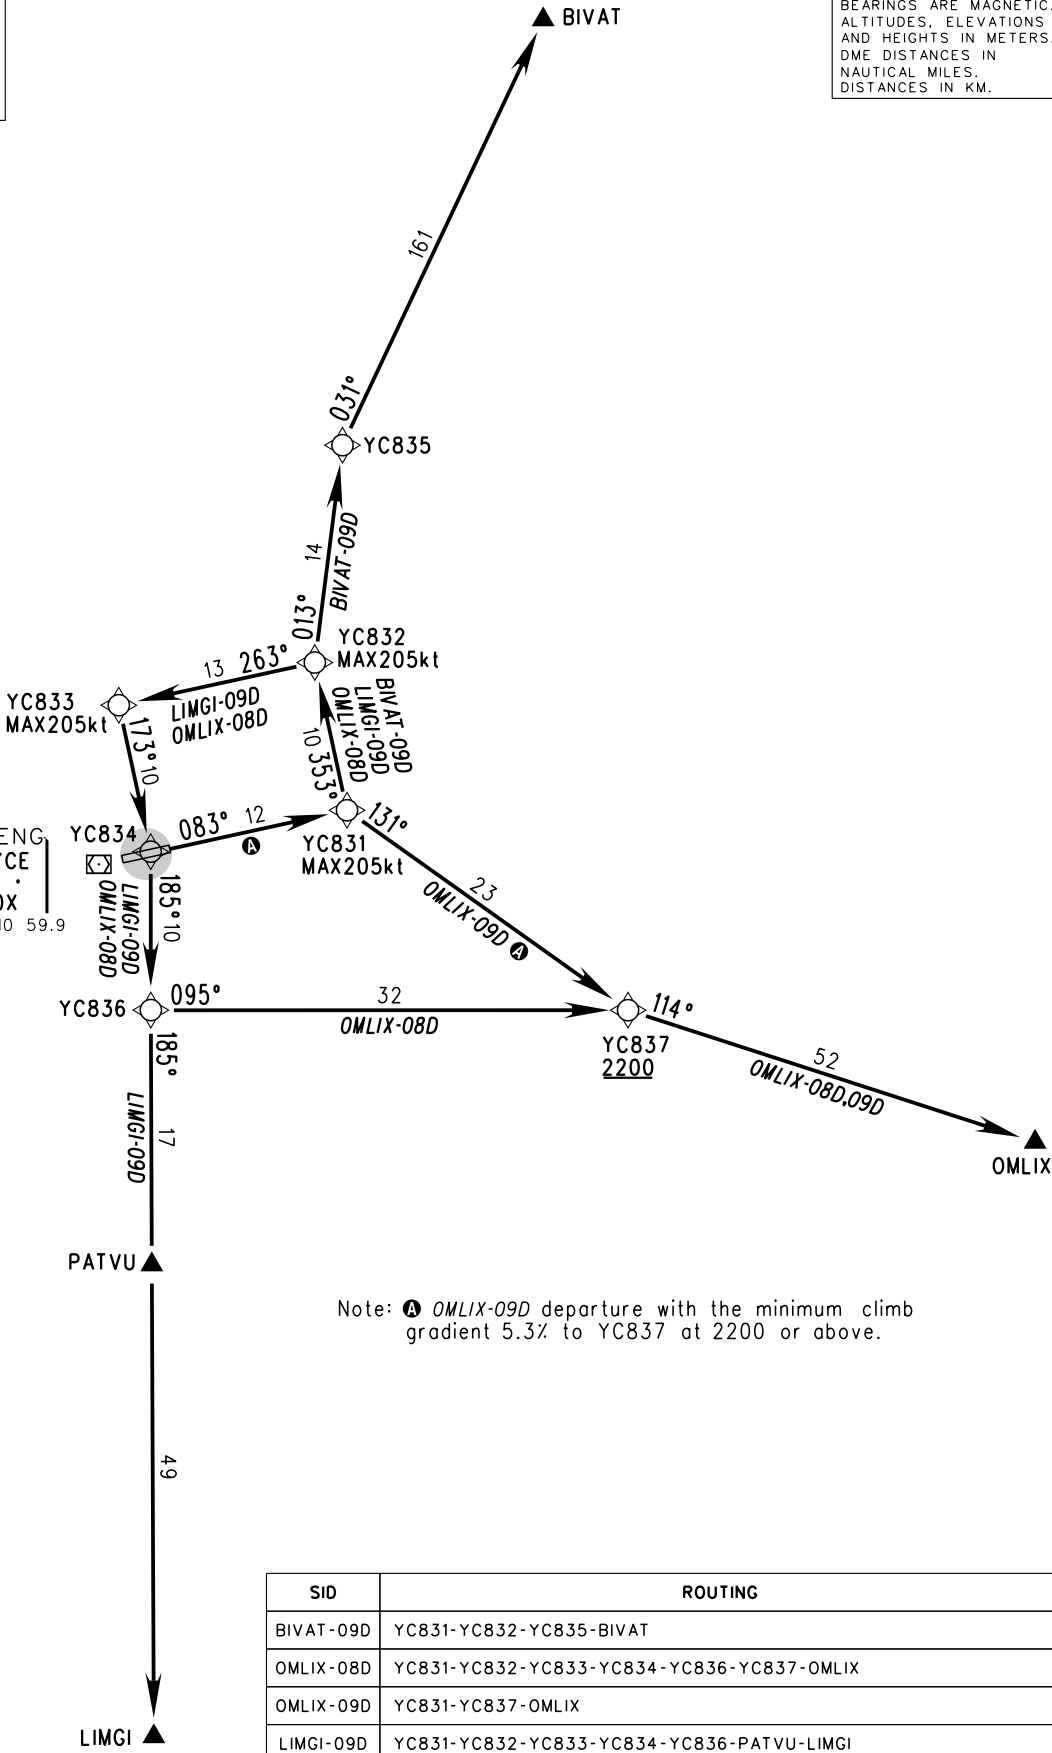 BIVAT
BEARINGS ARE MAGNETIC.
ALTITUDES, ELEVATIONS
AND HEIGHTS IN METERS.
DME DISTANCES IN
NAUTICAL MILES.
DISTANCES IN KM.
161
031°
YC835
14
BIVAT-09D
013°
YC832
MAX205kt
13 263°
LIMGI-09D
OMLIX-08D
YC833
MAX205kt
173° 10
BIVAT-09D
LIMGI-09D
OMLIX-08D
10 353°
083° 12
A
YC831
MAX205kt
131°
23
OMLIX-09D A
ENG
YC834
YCE
OX
10 59.9
185° 10
LIMGI-09D
OMLIX-08D
YC836
095°
32
OMLIX-08D
YC837
2200
114°
52
OMLIX-08D,09D
OMLIX
185°
17
LIMGI-09D
PATVU
Note: A OMLIX-09D departure with the minimum climb
gradient 5.3% to YC837 at 2200 or above.
49
LIMGI
SID ROUTING
BIVAT-09D YC831-YC832-YC835-BIVAT
OMLIX-08D YC831-YC832-YC833-YC834-YC836-YC837-OMLIX
OMLIX-09D YC831-YC837-OMLIX
LIMGI-09D YC831-YC832-YC833-YC834-YC836-PATVU-LIMGI